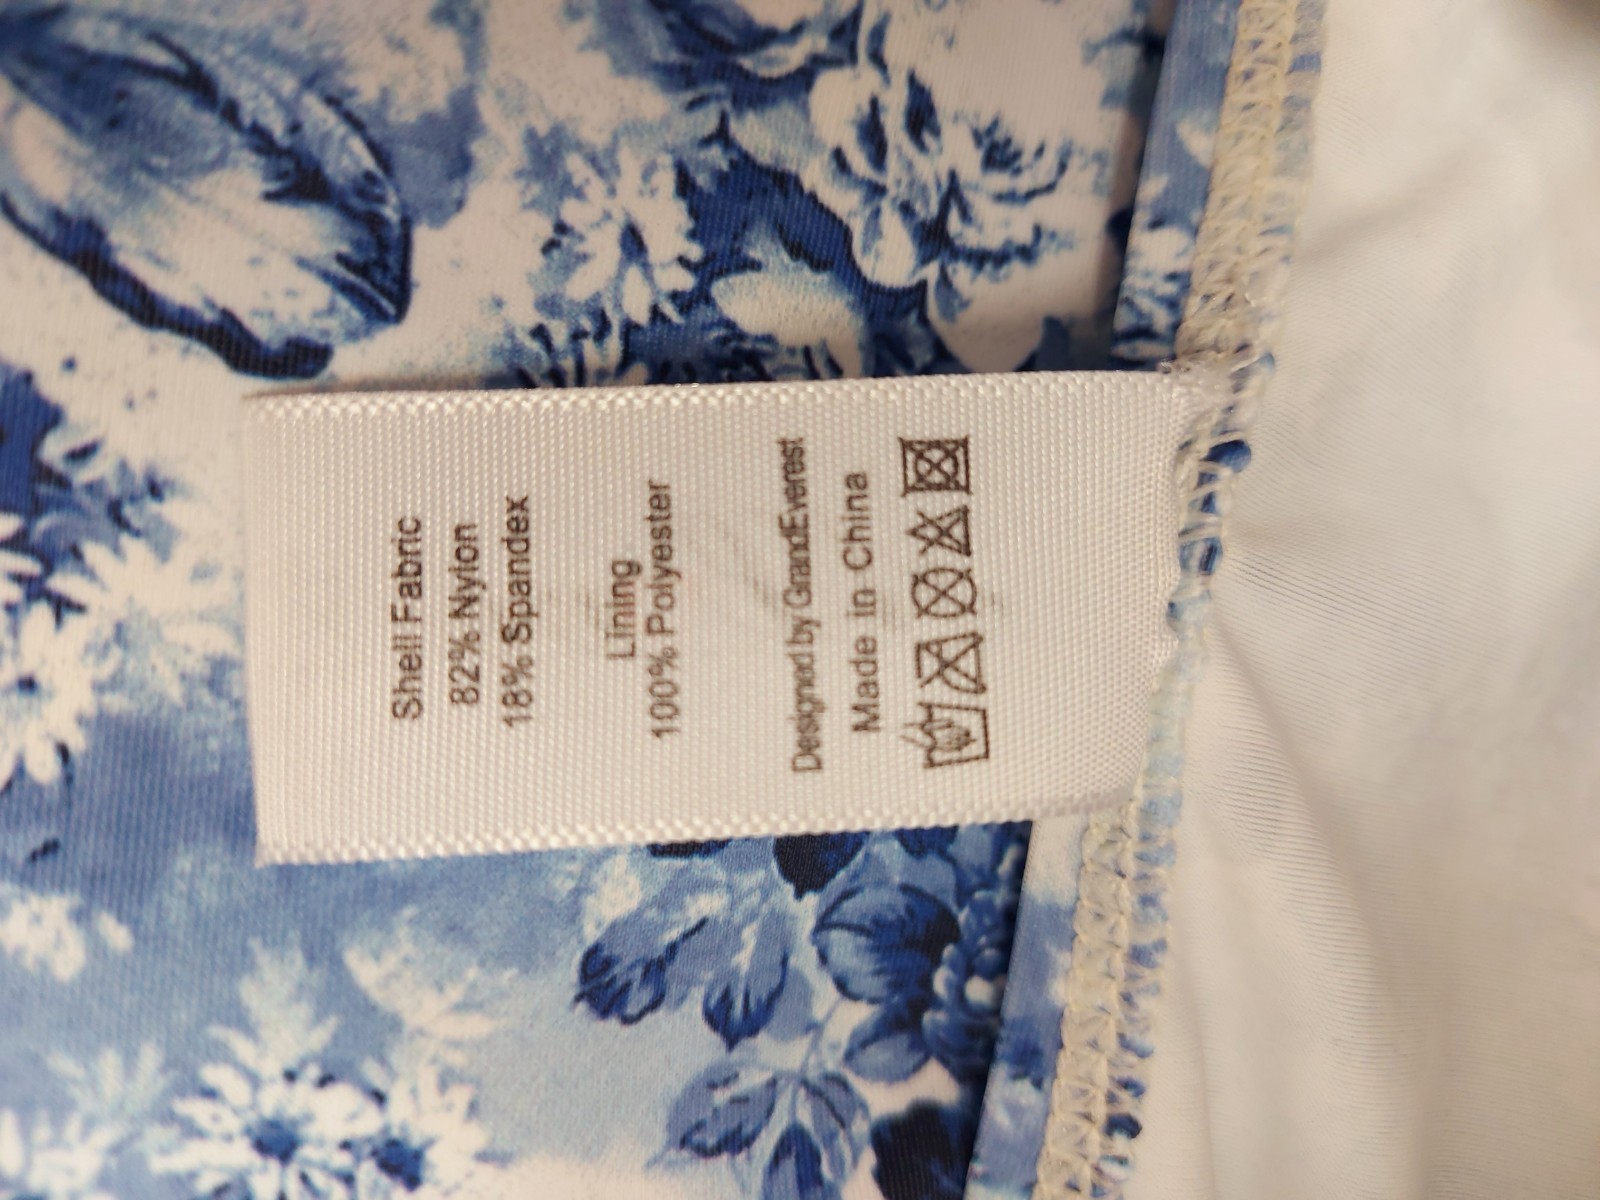 Shell Fabric
82% Nylon
18% Spandex
Lining
100% Polyester
Designed by GrandEverest
Made in China